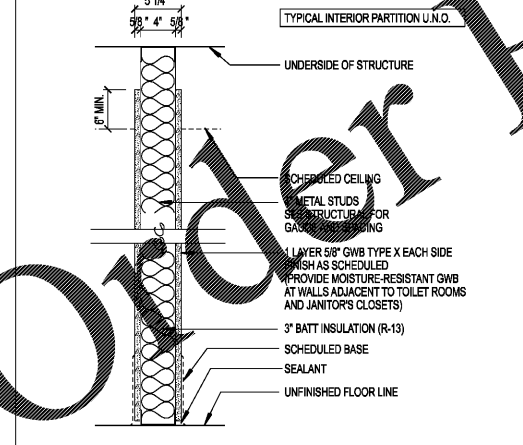 5 1/4"
5/8" 4" 5/8"
TYPICAL INTERIOR PARTITION U.N.O.
UNDERSIDE OF STRUCTURE
6" MIN.
SCHEDULED CEILING
4" METAL STUDS
SEE STRUCTURAL FOR
GAUGE AND SPACING
1 LAYER 5/8" GWB TYPE X EACH SIDE
FINISH AS SCHEDULED
(PROVIDE MOISTURE-RESISTANT GWB
AT WALLS ADJACENT TO TOILET ROOMS
AND JANITOR'S CLOSETS)
3" BATT INSULATION (R-13)
SCHEDULED BASE
SEALANT
UNFINISHED FLOOR LINE
Order